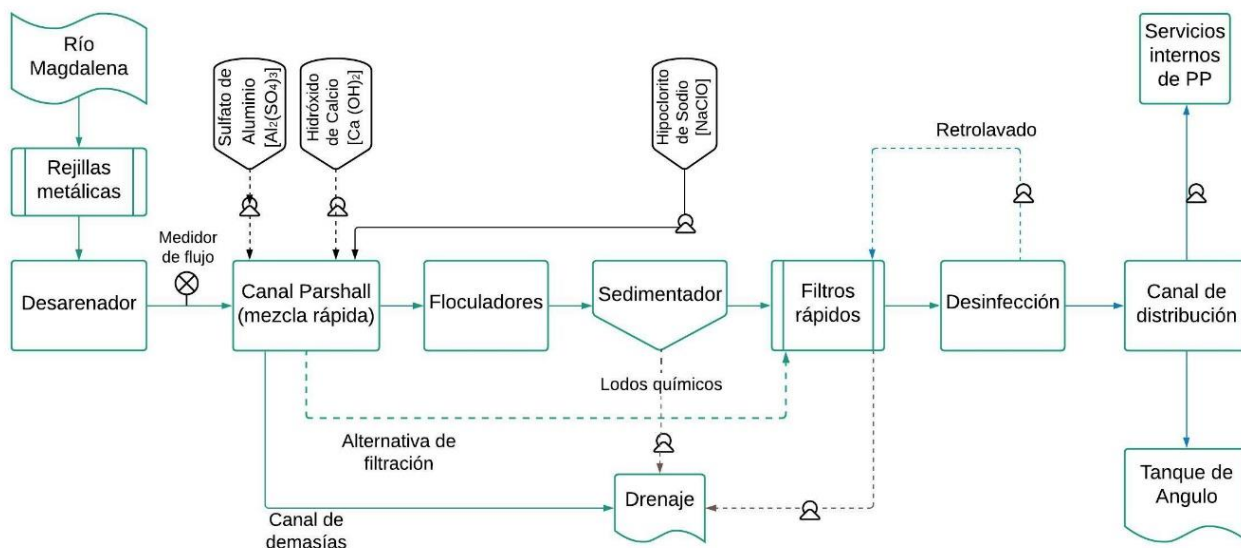 Río
Magdalena
Rejillas
metálicas
Desarenador
Medidor
de flujo
Sulfato de
Aluminio
[Al₂(SO₄)₃]
Hidróxido
de Calcio
[Ca (OH)₂]
Hipoclorito
de Sodio
[NaClO]
Canal Parshall
(mezcla rápida)
Floculadores
Sedimentador
Filtros
rápidos
Retrolavado
Desinfección
Servicios
internos
de PP
Canal de
distribución
Lodos químicos
Alternativa de
filtración
Canal de
demasías
Drenaje
Tanque de
Angulo